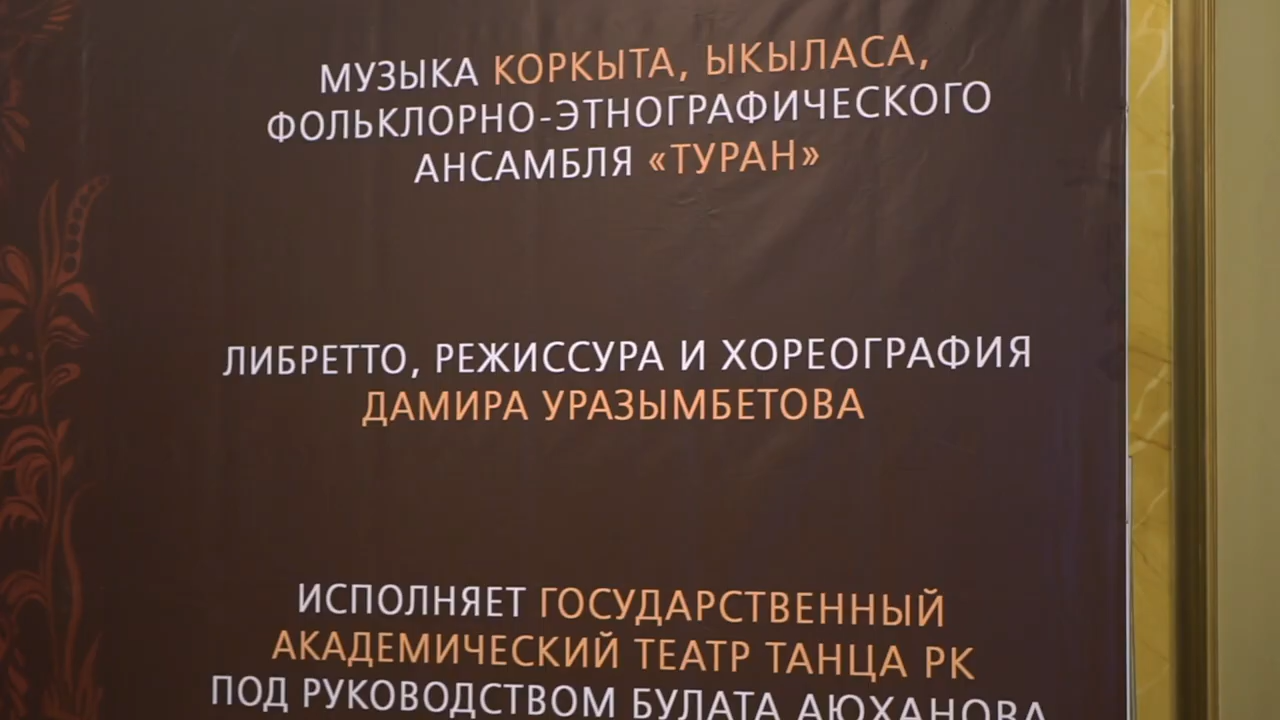 МУЗЫКА КОРКЫТА, ЫКЫЛАСА,
ФОЛЬКЛОРНО-ЭТНОГРАФИЧЕСКОГО
АНСАМБЛЯ «ТУРАН»
ЛИБРЕТТО, РЕЖИССУРА И ХОРЕОГРАФИЯ
ДАМИРА УРАЗЫМБЕТОВА
ИСПОЛНЯЕТ ГОСУДАРСТВЕННЫЙ
АКАДЕМИЧЕСКИЙ ТЕАТР ТАНЦА РК
ПОД РУКОВОДСТВОМ БУЛАТА АЮХАНОВА